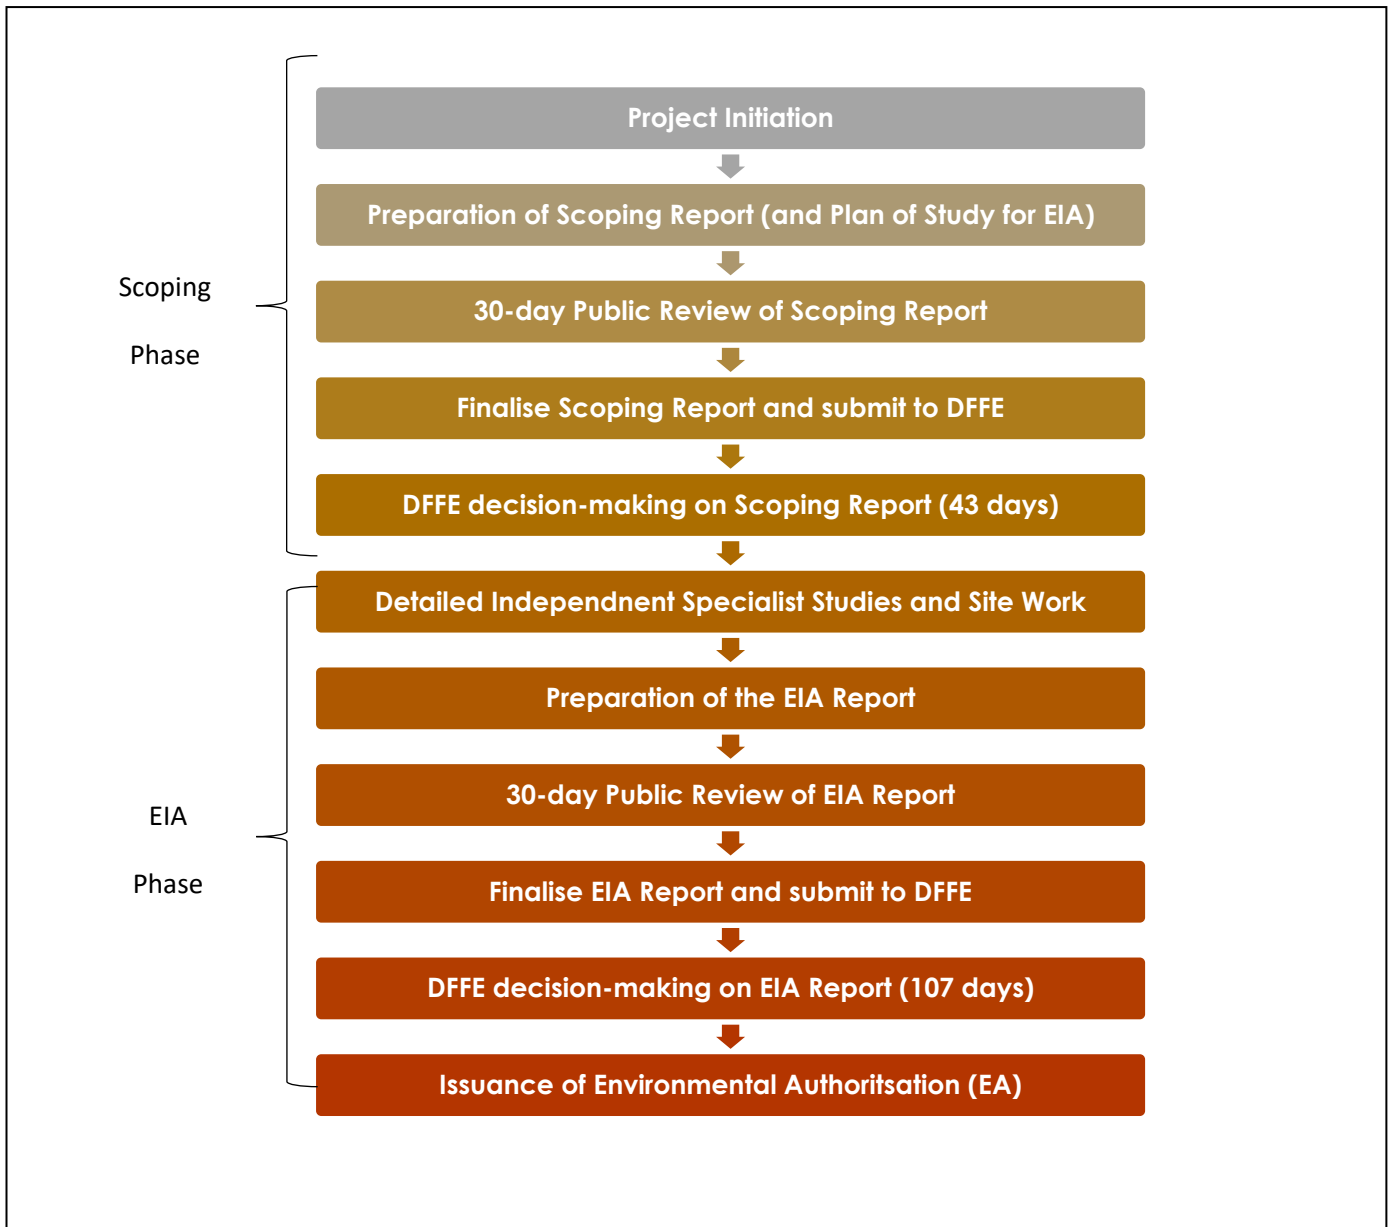 Project Initiation
Preparation of Scoping Report (and Plan of Study for EIA)
30-day Public Review of Scoping Report
Finalise Scoping Report and submit to DFFE
DFFE decision-making on Scoping Report (43 days)
Scoping
Phase
Detailed Independnent Specialist Studies and Site Work
Preparation of the EIA Report
30-day Public Review of EIA Report
Finalise EIA Report and submit to DFFE
DFFE decision-making on EIA Report (107 days)
Issuance of Environmental Authoritsation (EA)
EIA
Phase